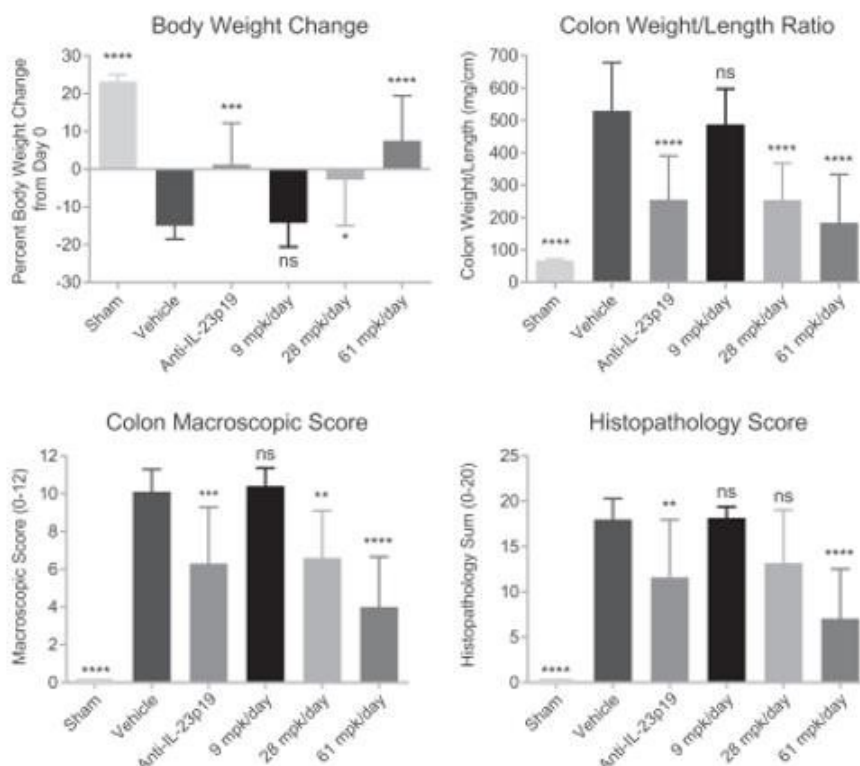 Body Weight Change
Percent Body Weight Change
from Day 0
30
20
10
0
-10
-20
-30
****
***
ns
*
****
Sham
Vehicle
Anti-IL-23p19
9 mpk/day
28 mpk/day
61 mpk/day
Colon Weight/Length Ratio
Colon Weight/Length (mg/cm)
700
600
500
400
300
200
100
0
****
****
ns
****
****
Sham
Vehicle
Anti-IL-23p19
9 mpk/day
28 mpk/day
61 mpk/day
Colon Macroscopic Score
Macroscopic Score (0-12)
12
10
8
6
4
2
0
****
***
ns
**
****
Sham
Vehicle
Anti-IL-23p19
9 mpk/day
28 mpk/day
61 mpk/day
Histopathology Score
Histopathology Sum (0-20)
25
20
15
10
5
0
****
**
ns
ns
****
Sham
Vehicle
Anti-IL-23p19
9 mpk/day
28 mpk/day
61 mpk/day